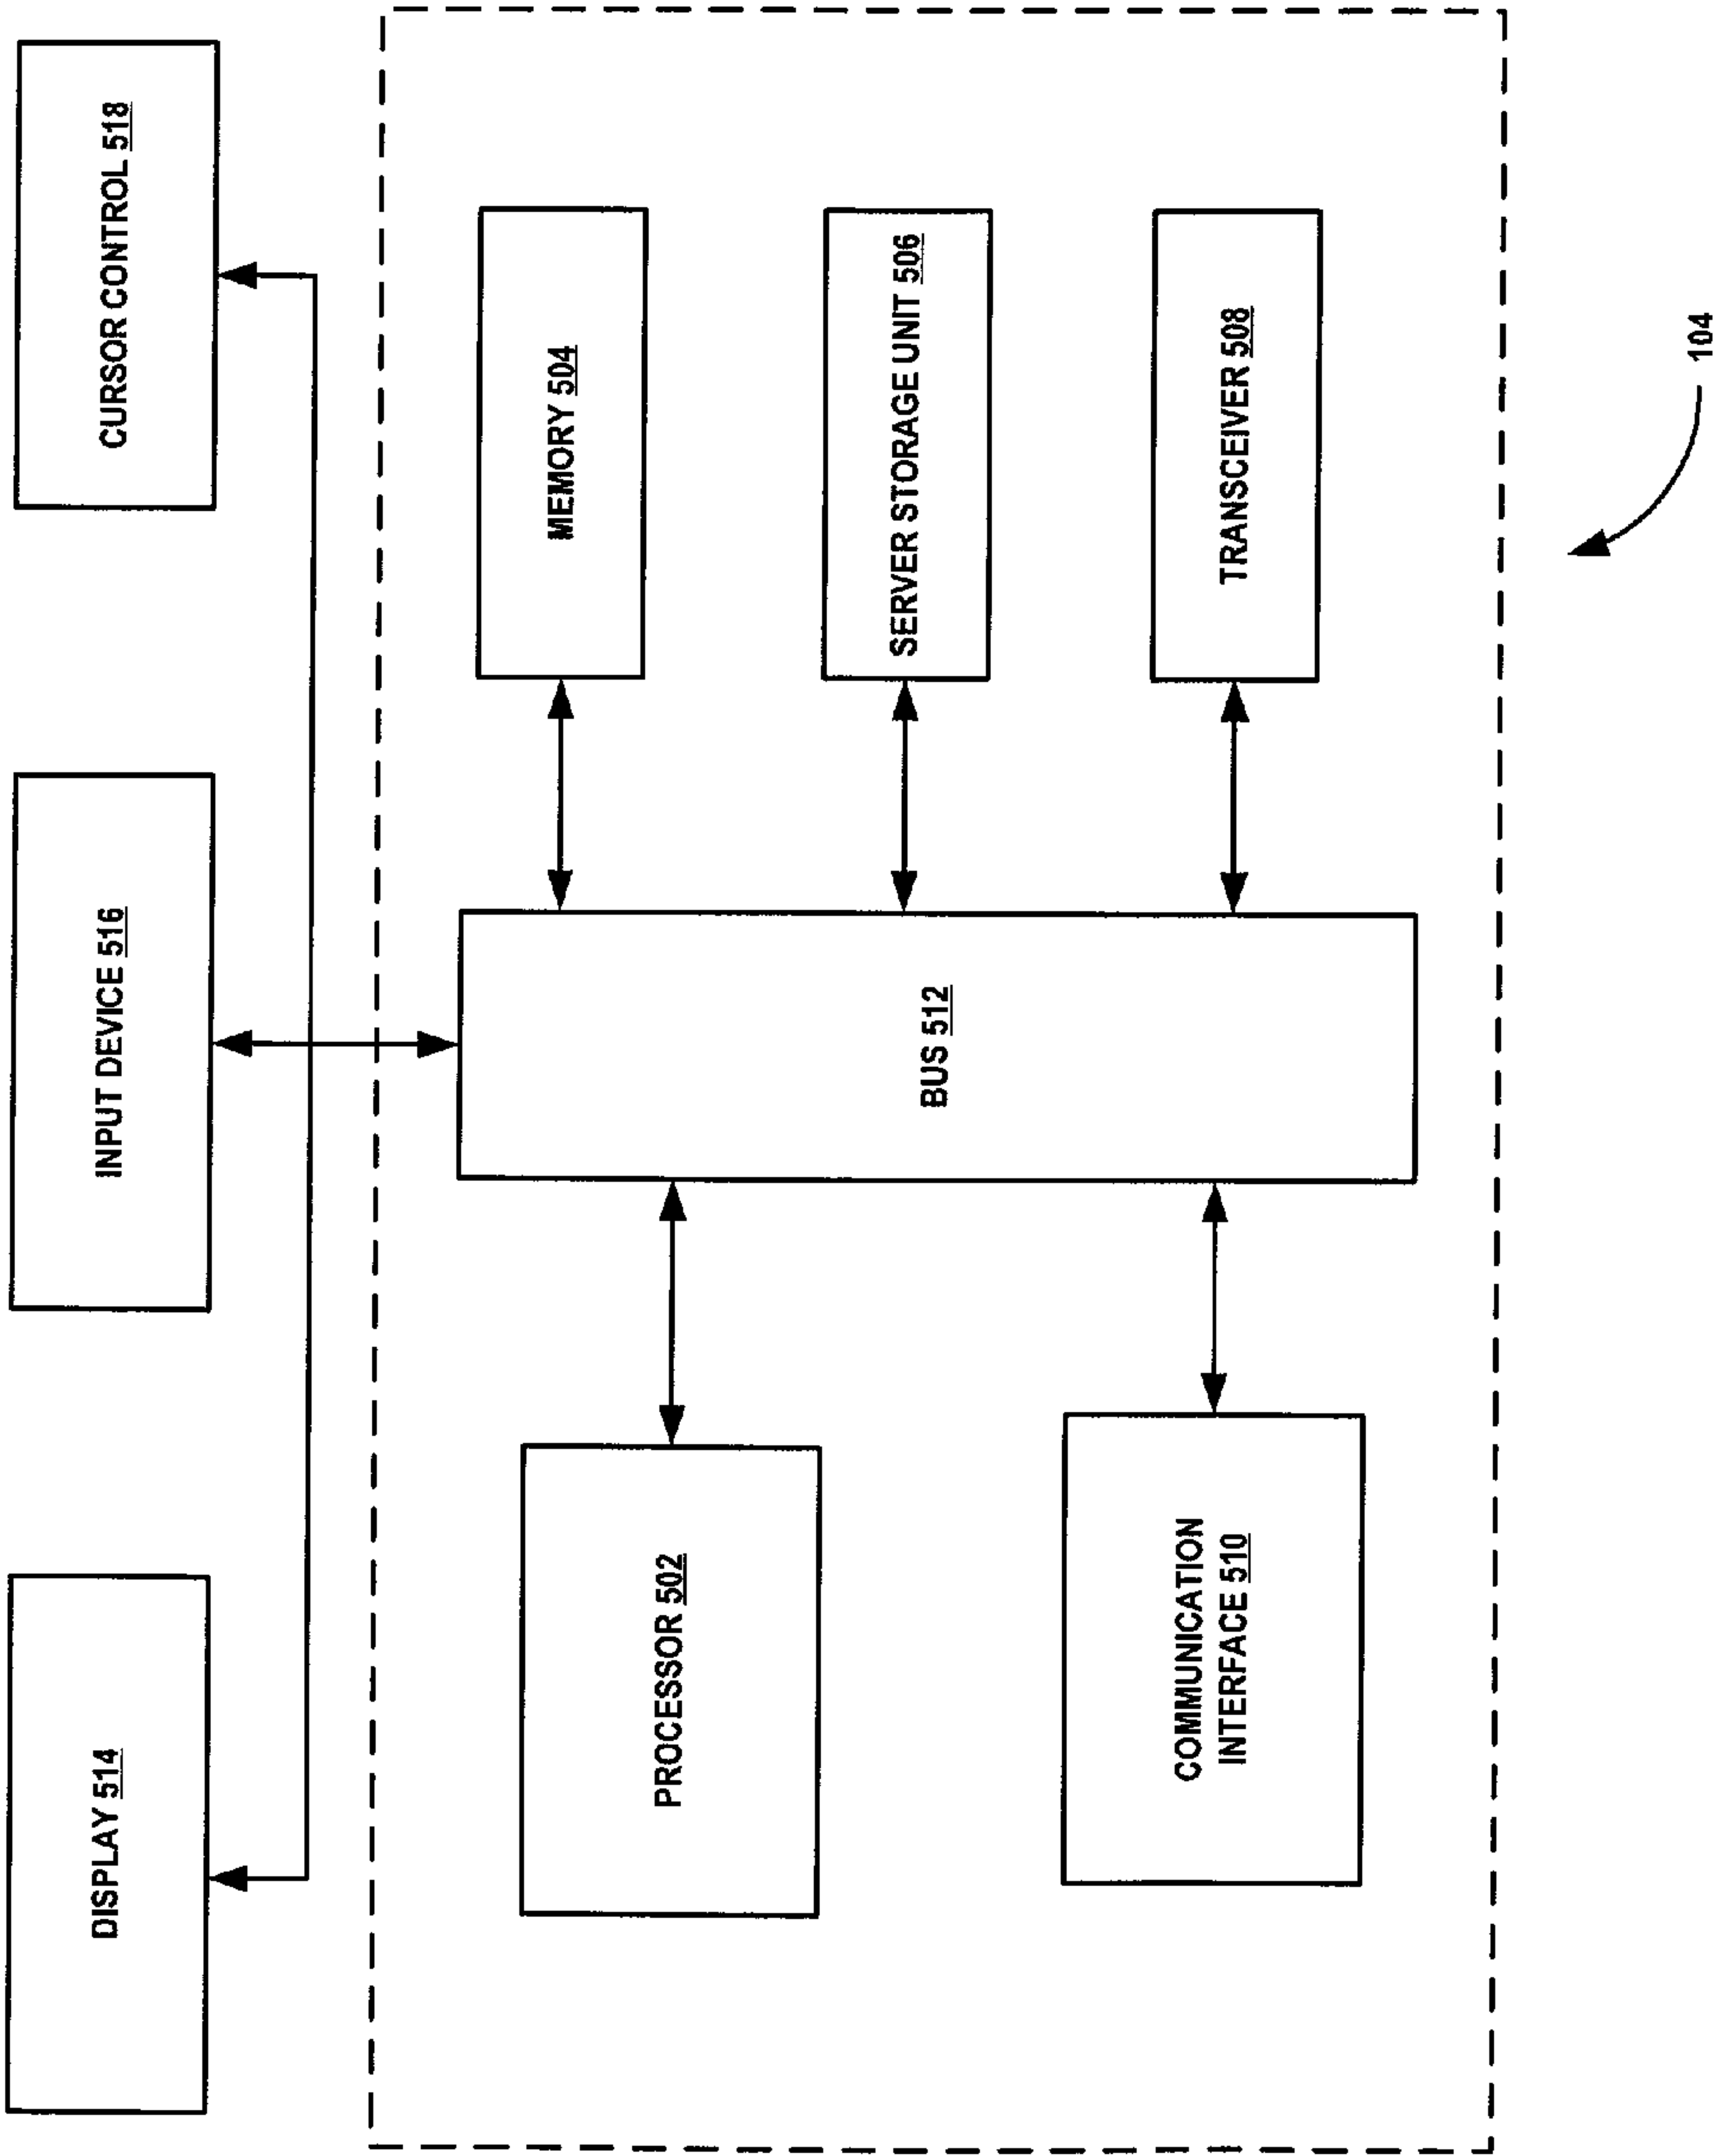 DISPLAY 514
INPUT DEVICE 516
CURSOR CONTROL 518
PROCESSOR 502
COMMUNICATION
INTERFACE 510
BUS 512
MEMORY 504
SERVER STORAGE UNIT 506
TRANSCEIVER 508
104